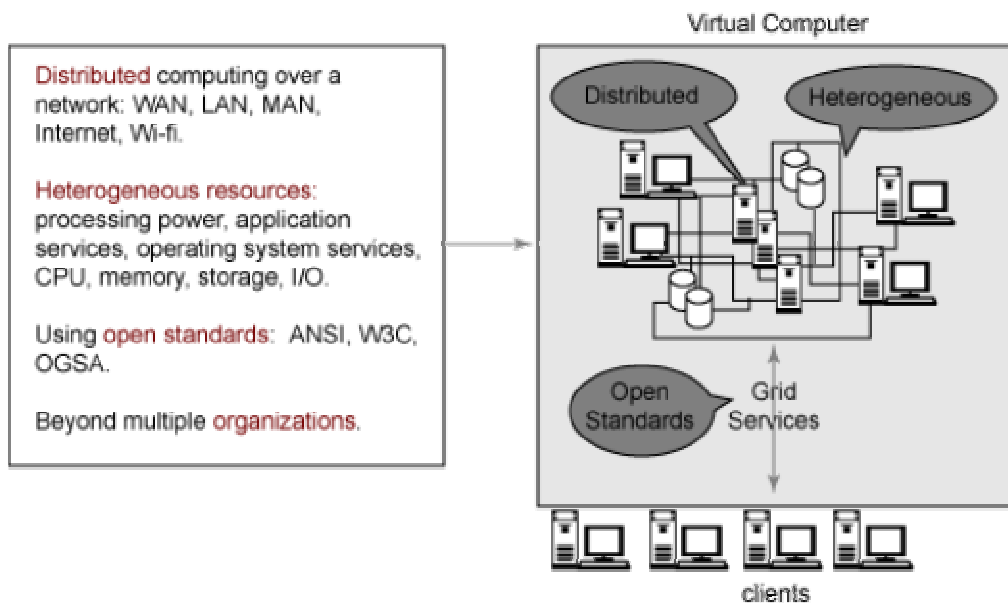 Virtual Computer
Distributed computing over a
network: WAN, LAN, MAN,
Internet, Wi-fi.
Heterogeneous resources:
processing power, application
services, operating system services,
CPU, memory, storage, I/O.
Using open standards: ANSI, W3C,
OGSA.
Beyond multiple organizations.
Distributed
Heterogeneous
Open
Standards
Grid
Services
clients